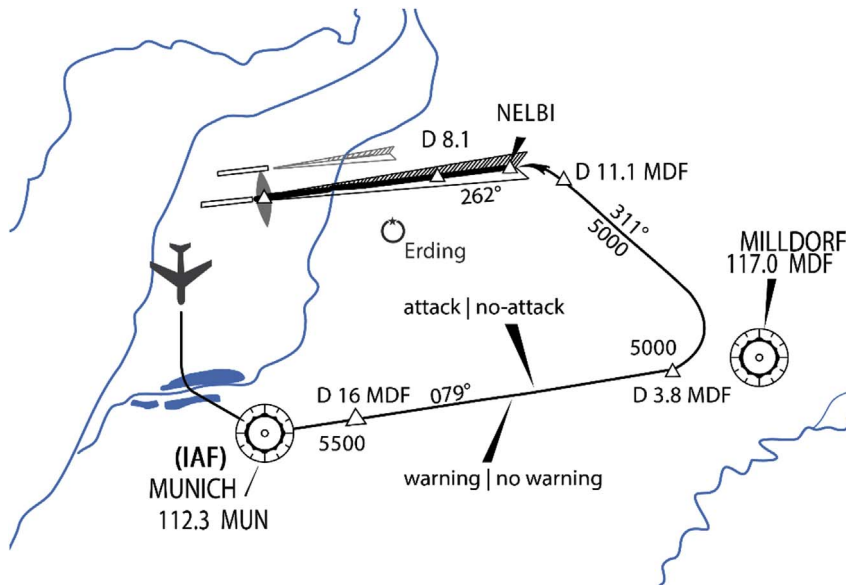 NELBI
D 8.1
D 11.1 MDF
262°
311°
5000
Erding
MILLDORF
117.0 MDF
attack | no-attack
5000
D 16 MDF
079°
D 3.8 MDF
5500
(IAF)
MUNICH
112.3 MUN
warning | no warning